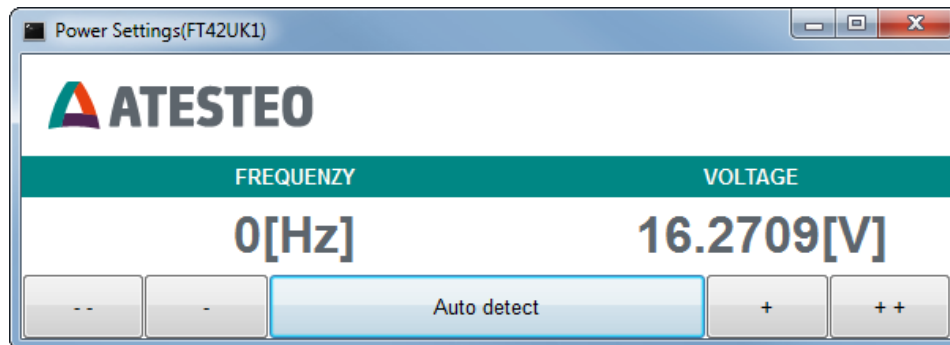 Power Settings(FT42UK1)
ATESTEO
FREQUENZY VOLTAGE
0[Hz] 16.2709[V]
- - - Auto detect + + +